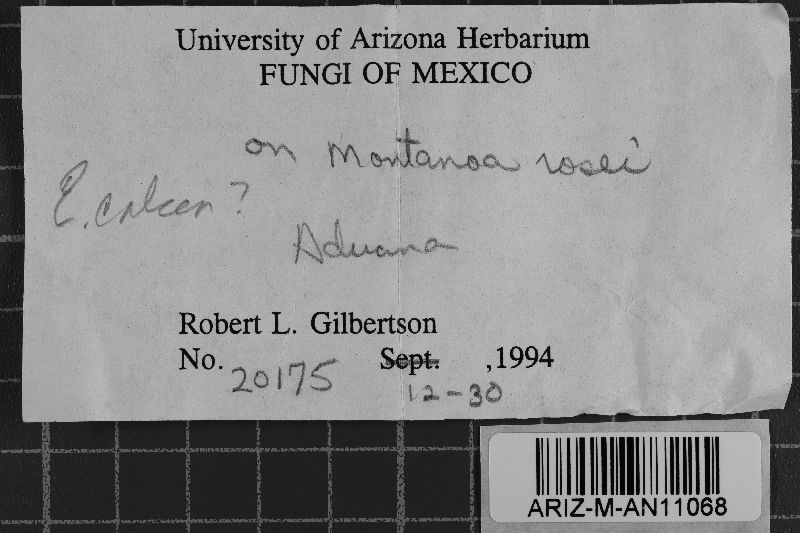 University of Arizona Herbarium
FUNGI OF MEXICO
on Montanoa rosei
E. calcea ?
Aduana
Robert L. Gilbertson
No. 20175 Sept. ,1994
12-30
ARIZ-M-AN11068